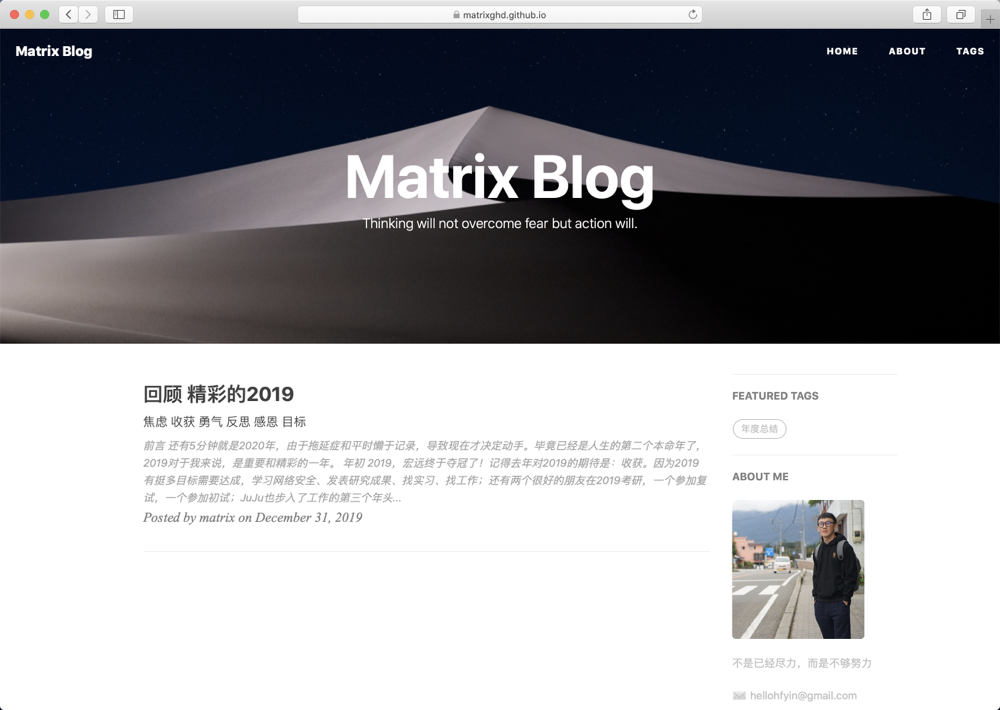 matrixghd.github.io
Matrix Blog
HOME ABOUT TAGS
Matrix Blog
Thinking will not overcome fear but action will.
回顾 精彩的2019
焦虑 收获 勇气 反思 感恩 目标
前言 还有5分钟就是2020年，由于拖延症和平时懒于记录，导致现在才决定动手。毕竟已经是人生的第二个本命年了，
2019对于我来说，是重要和精彩的一年。 年初 2019，宏远终于夺冠了！记得去年对2019的期待是：收获。因为2019
有挺多目标需要达成，学习网络安全、发表研究成果、找实习、找工作；还有两个很好的朋友在2019考研，一个参加复
试，一个参加初试；JuJu也步入了工作的第三个年头...
Posted by matrix on December 31, 2019
FEATURED TAGS
年度总结
ABOUT ME
不是已经尽力，而是不够努力
hellohfyin@gmail.com